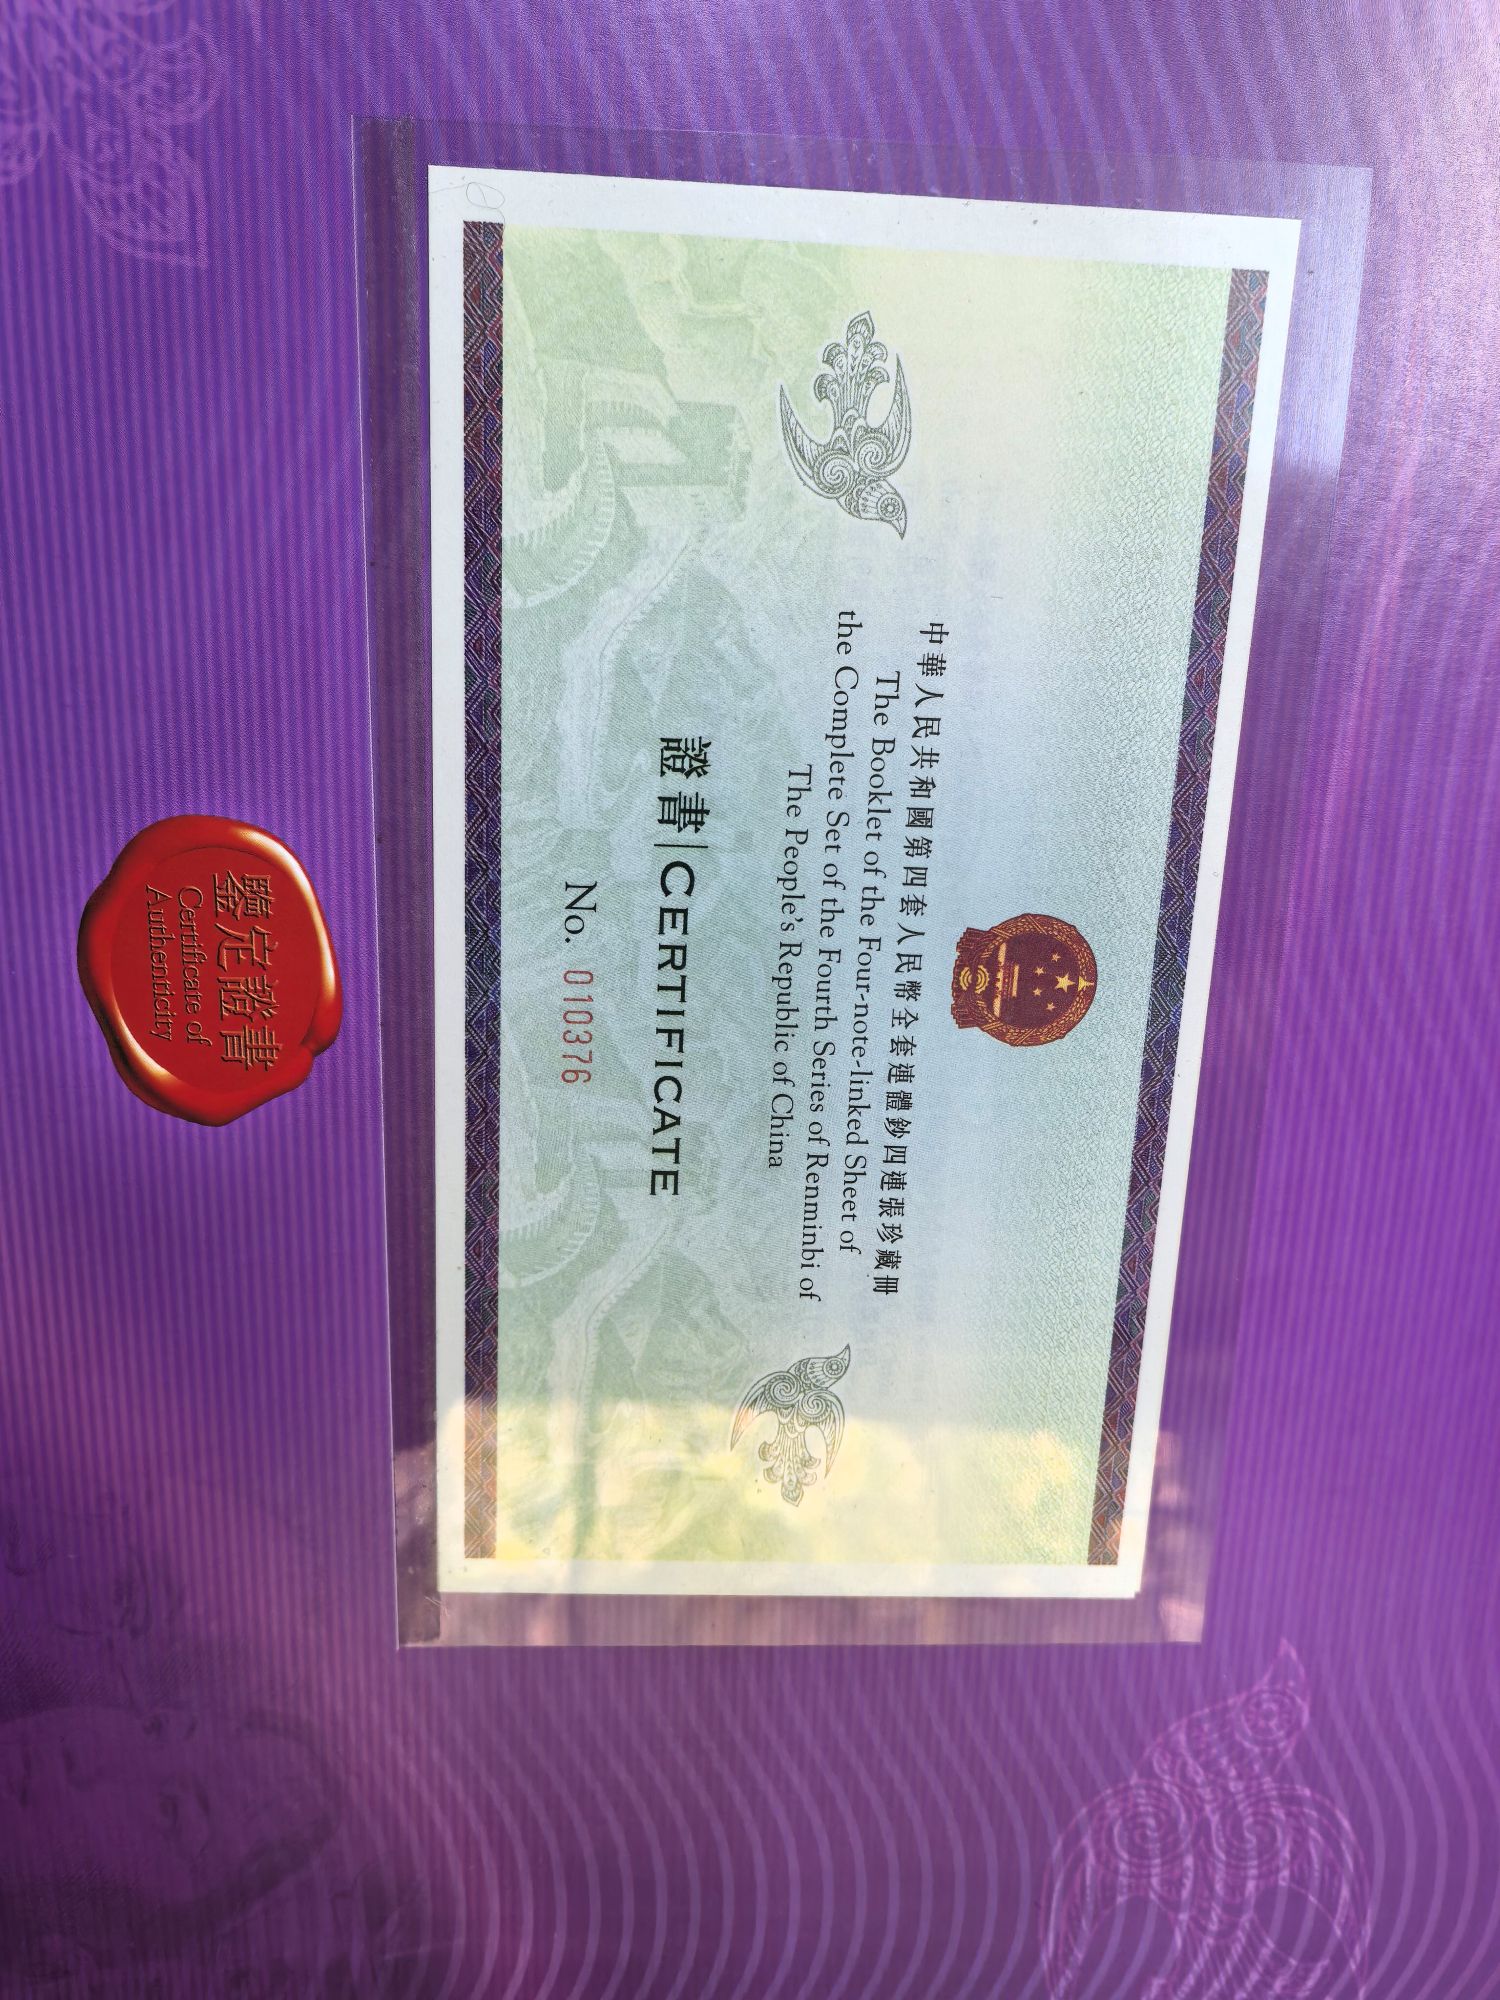 中華人民共和國第四套人民幣全套連體鈔四連張珍藏冊
The Booklet of the Four-note-linked Sheet of
the Complete Set of the Fourth Series of Renminbi of
The People's Republic of China
證書|CERTIFICATE
No. 010376
鑒定證書
Certificate of
Authenticity